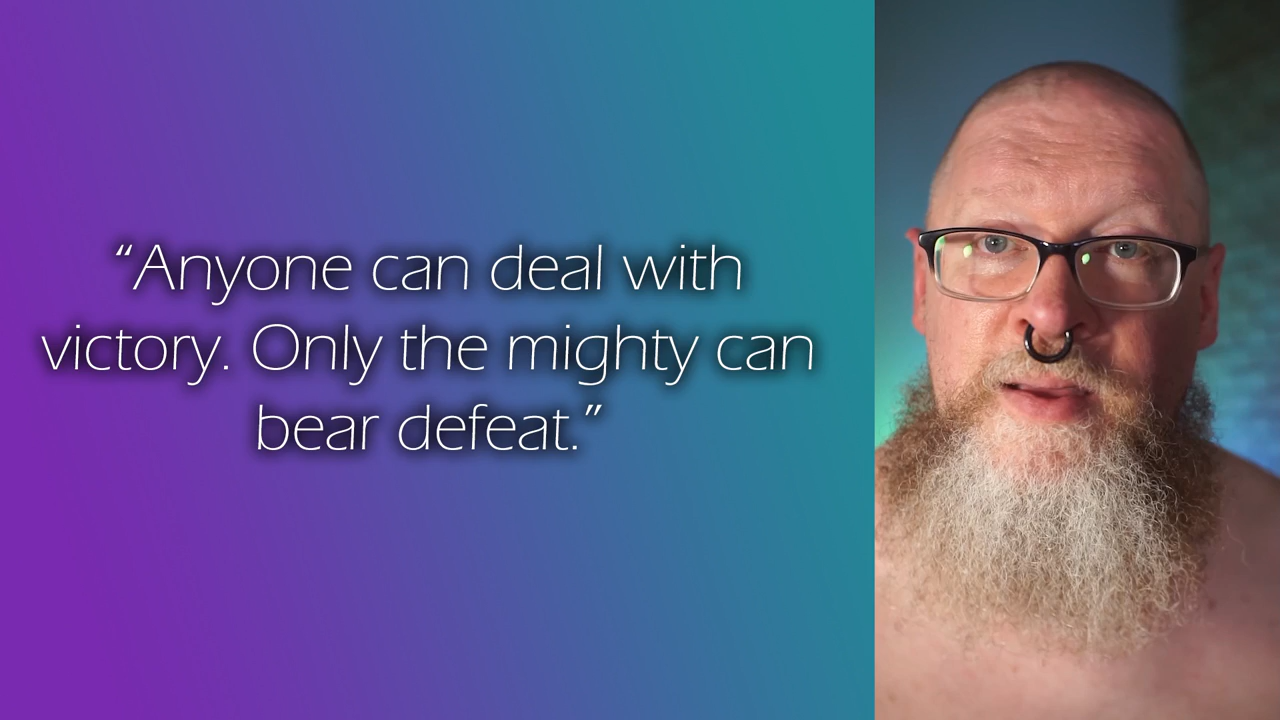 “Anyone can deal with
victory. Only the mighty can
bear defeat.”